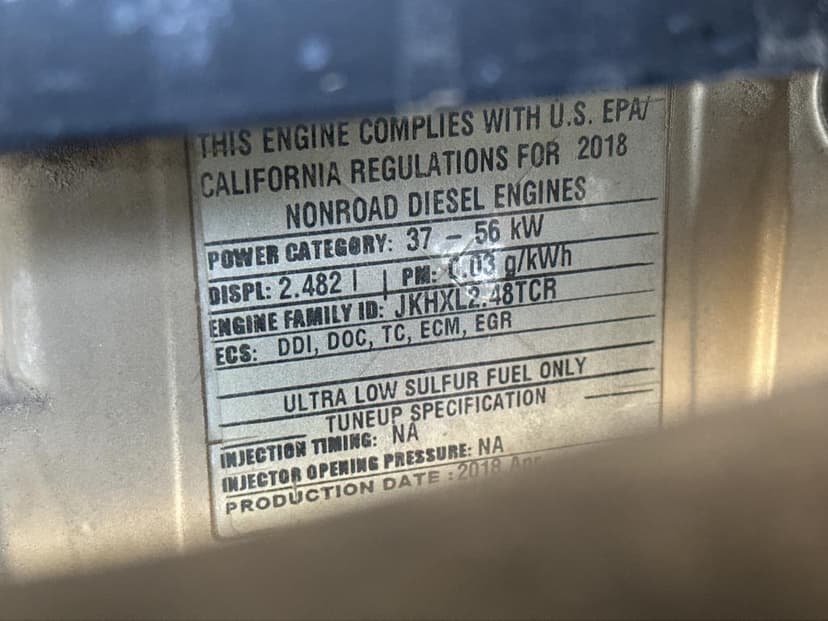 THIS ENGINE COMPLIES WITH U.S. EPA/
CALIFORNIA REGULATIONS FOR 2018
NONROAD DIESEL ENGINES
POWER CATEGORY: 37 - 56 kW
DISPL: 2.482 l | PM: 0.03 g/kWh
ENGINE FAMILY ID: JKHXL2.48TCR
ECS: DDI, DOC, TC, ECM, EGR
ULTRA LOW SULFUR FUEL ONLY
TUNEUP SPECIFICATION
INJECTION TIMING: NA
INJECTOR OPENING PRESSURE: NA
PRODUCTION DATE : 2018 Apr